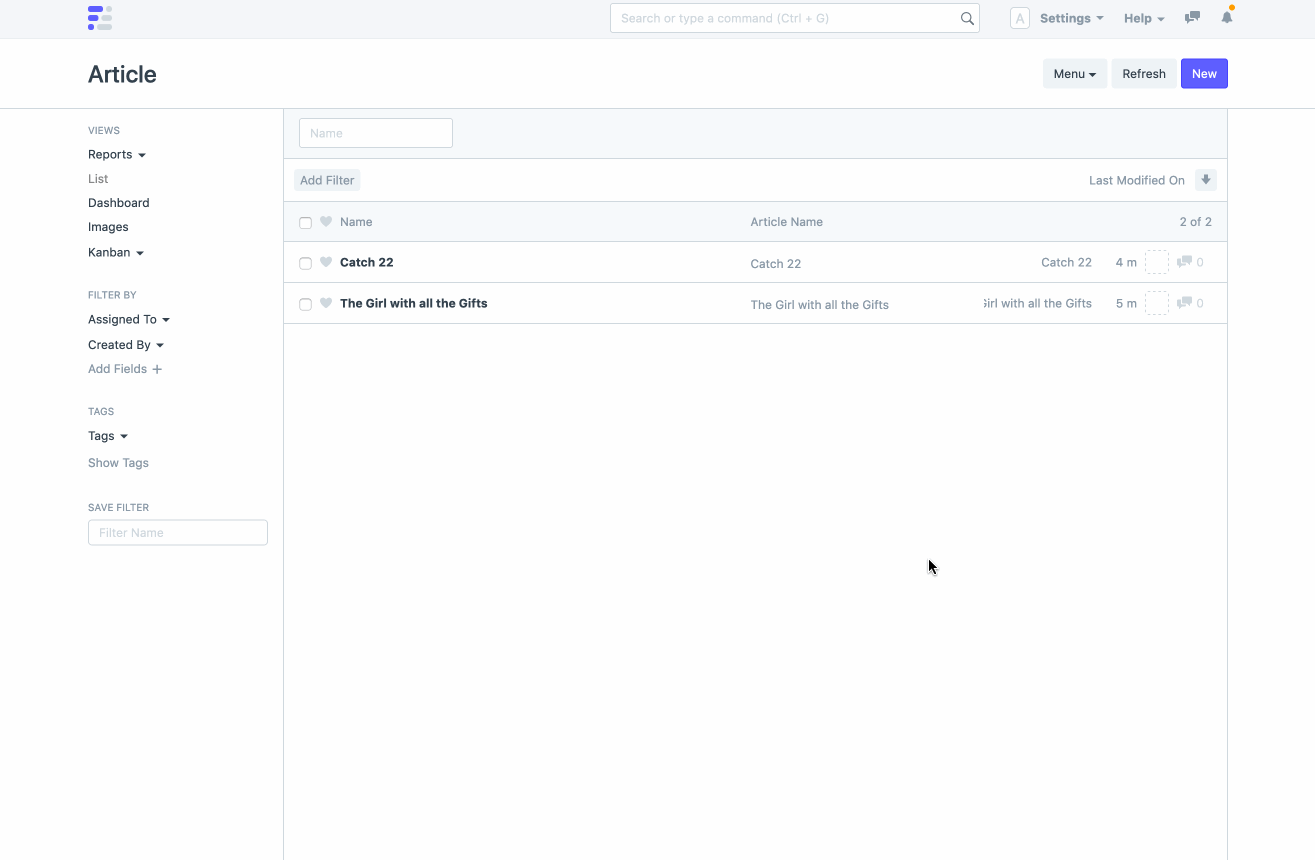 Search or type a command (Ctrl + G)
A Settings Help
Article
Menu Refresh New
VIEWS
Reports
List
Dashboard
Images
Kanban
FILTER BY
Assigned To
Created By
Add Fields
TAGS
Tags
Show Tags
SAVE FILTER
Filter Name
Name
Add Filter Last Modified On
Name Article Name 2 of 2
Catch 22 Catch 22 Catch 22 4 m 0
The Girl with all the Gifts The Girl with all the Gifts Girl with all the Gifts 5 m 0